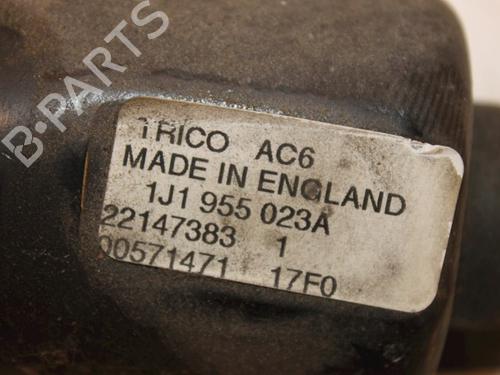 B-PARTS
TRICO AC6
MADE IN ENGLAND
1J1 955 023A
22147383 1
00571471 17F0